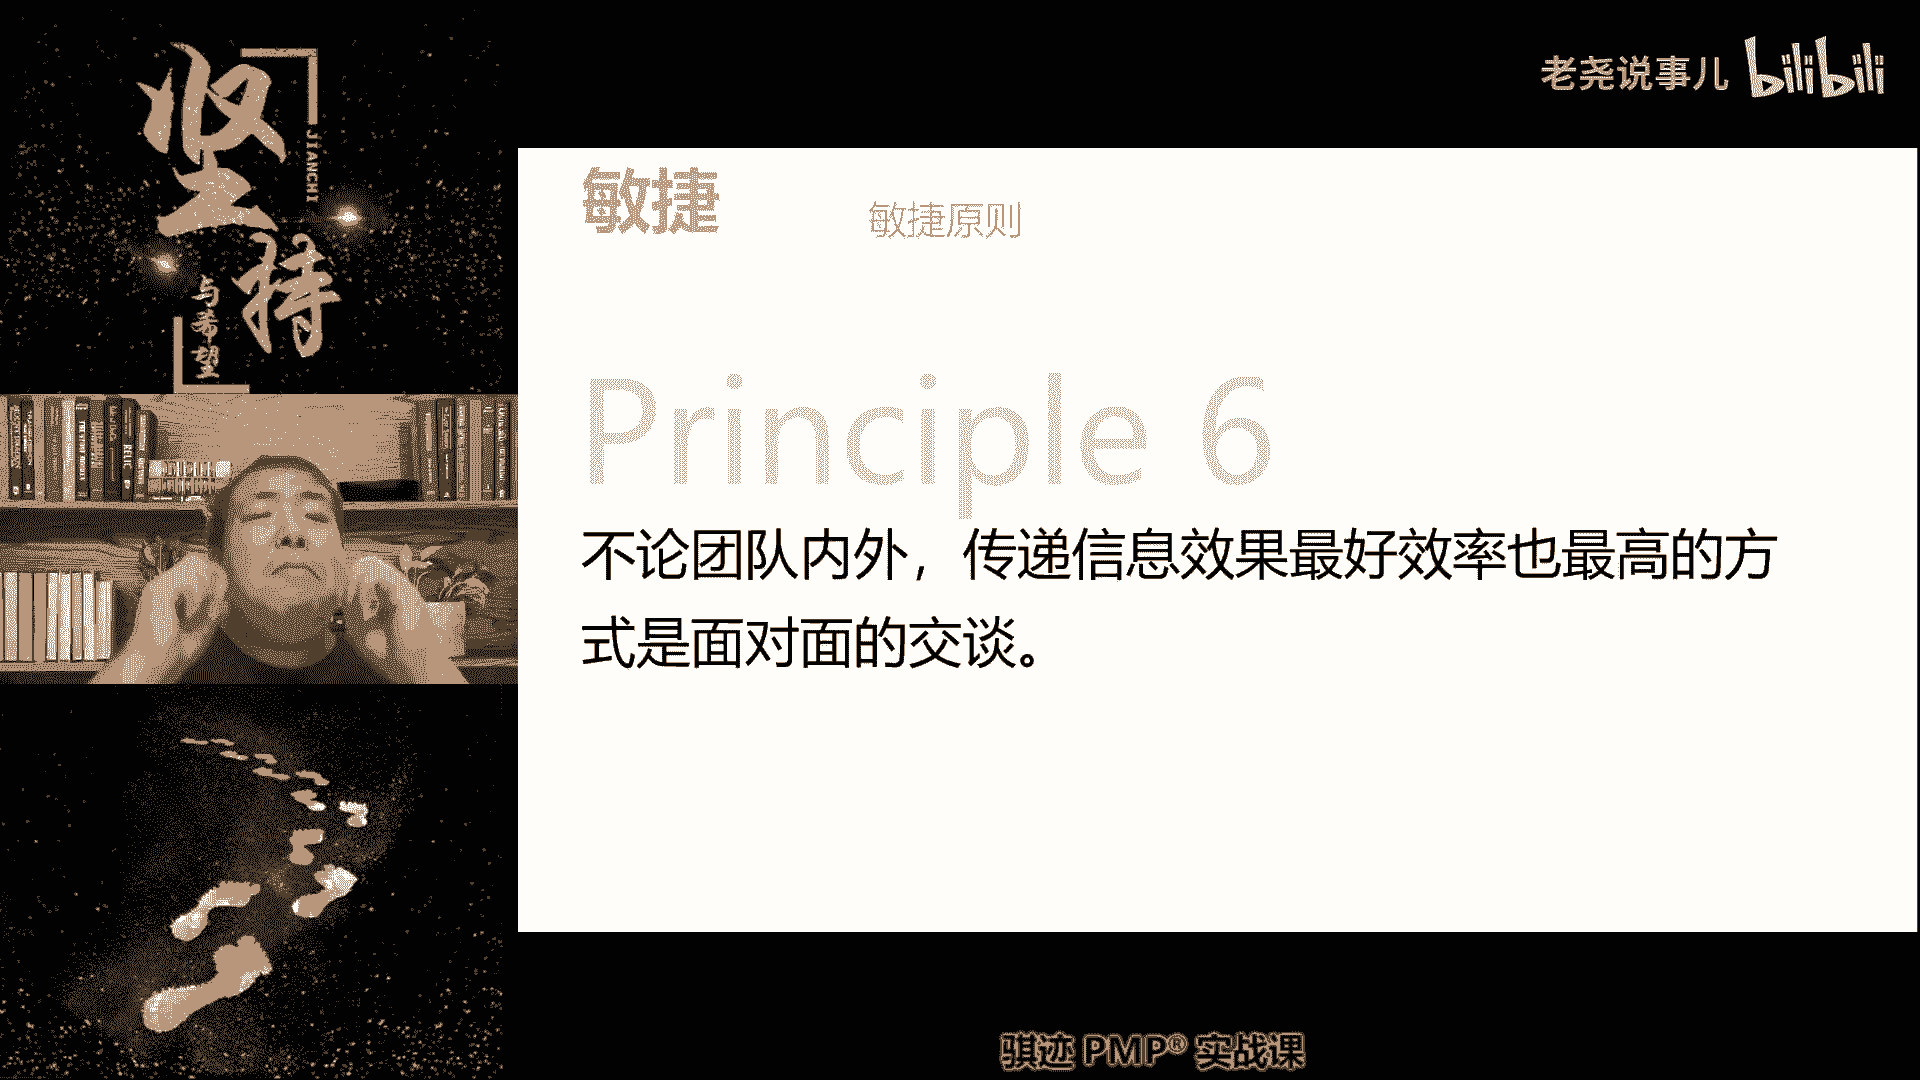 坚持
JIANCHI
与希望
老尧说事儿 bilibili
敏捷
敏捷原则
Principle 6
不论团队内外，传递信息效果最好效率也最高的方
式是面对面的交谈。
骐迹 PMP® 实战课